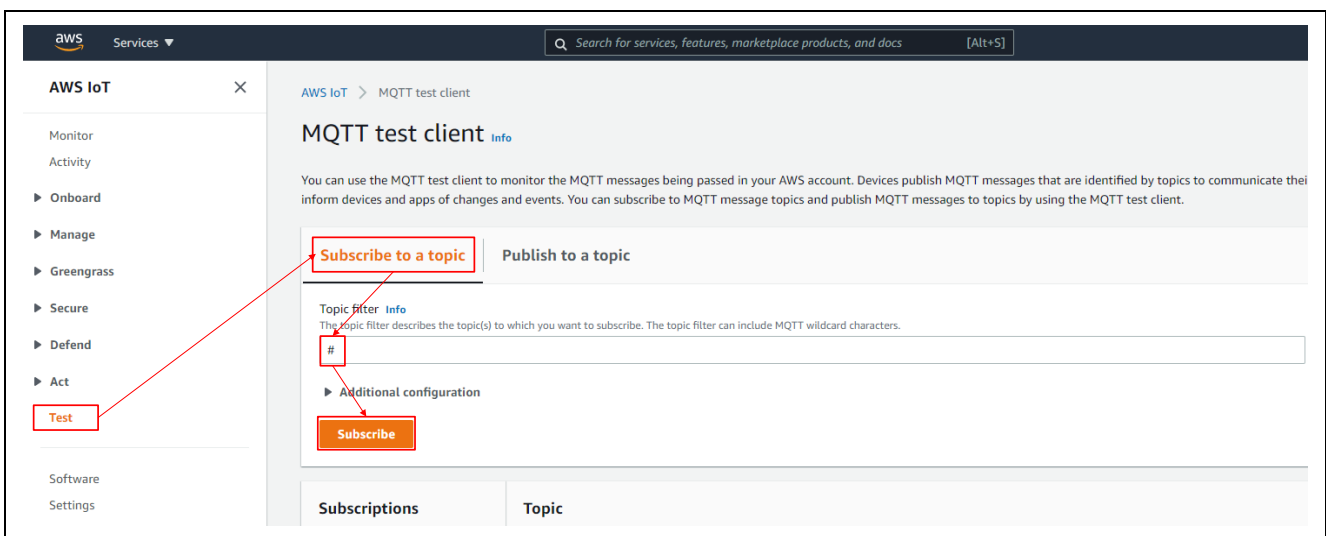 aws Services ▼ Search for services, features, marketplace products, and docs [Alt+S]
AWS IoT
Monitor
Activity
Onboard
Manage
Greengrass
Secure
Defend
Act
Test
Software
Settings
AWS IoT > MQTT test client
MQTT test client Info
You can use the MQTT test client to monitor the MQTT messages being passed in your AWS account. Devices publish MQTT messages that are identified by topics to communicate thei
inform devices and apps of changes and events. You can subscribe to MQTT message topics and publish MQTT messages to topics by using the MQTT test client.
Subscribe to a topic Publish to a topic
Topic filter Info
The topic filter describes the topic(s) to which you want to subscribe. The topic filter can include MQTT wildcard characters.
#
Additional configuration
Subscribe
Subscriptions Topic